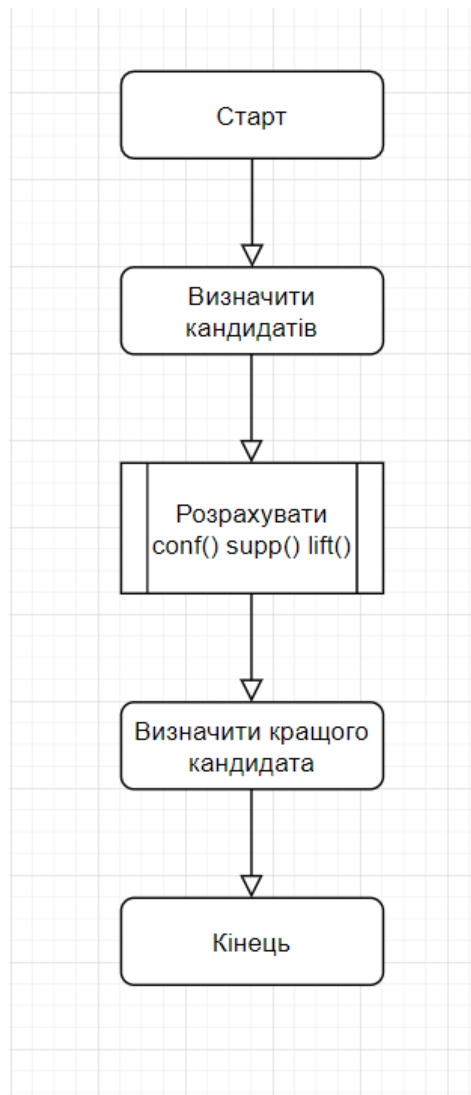 Старт
Визначити
кандидатів
Розрахувати
conf() supp() lift()
Визначити кращого
кандидата
Кінець